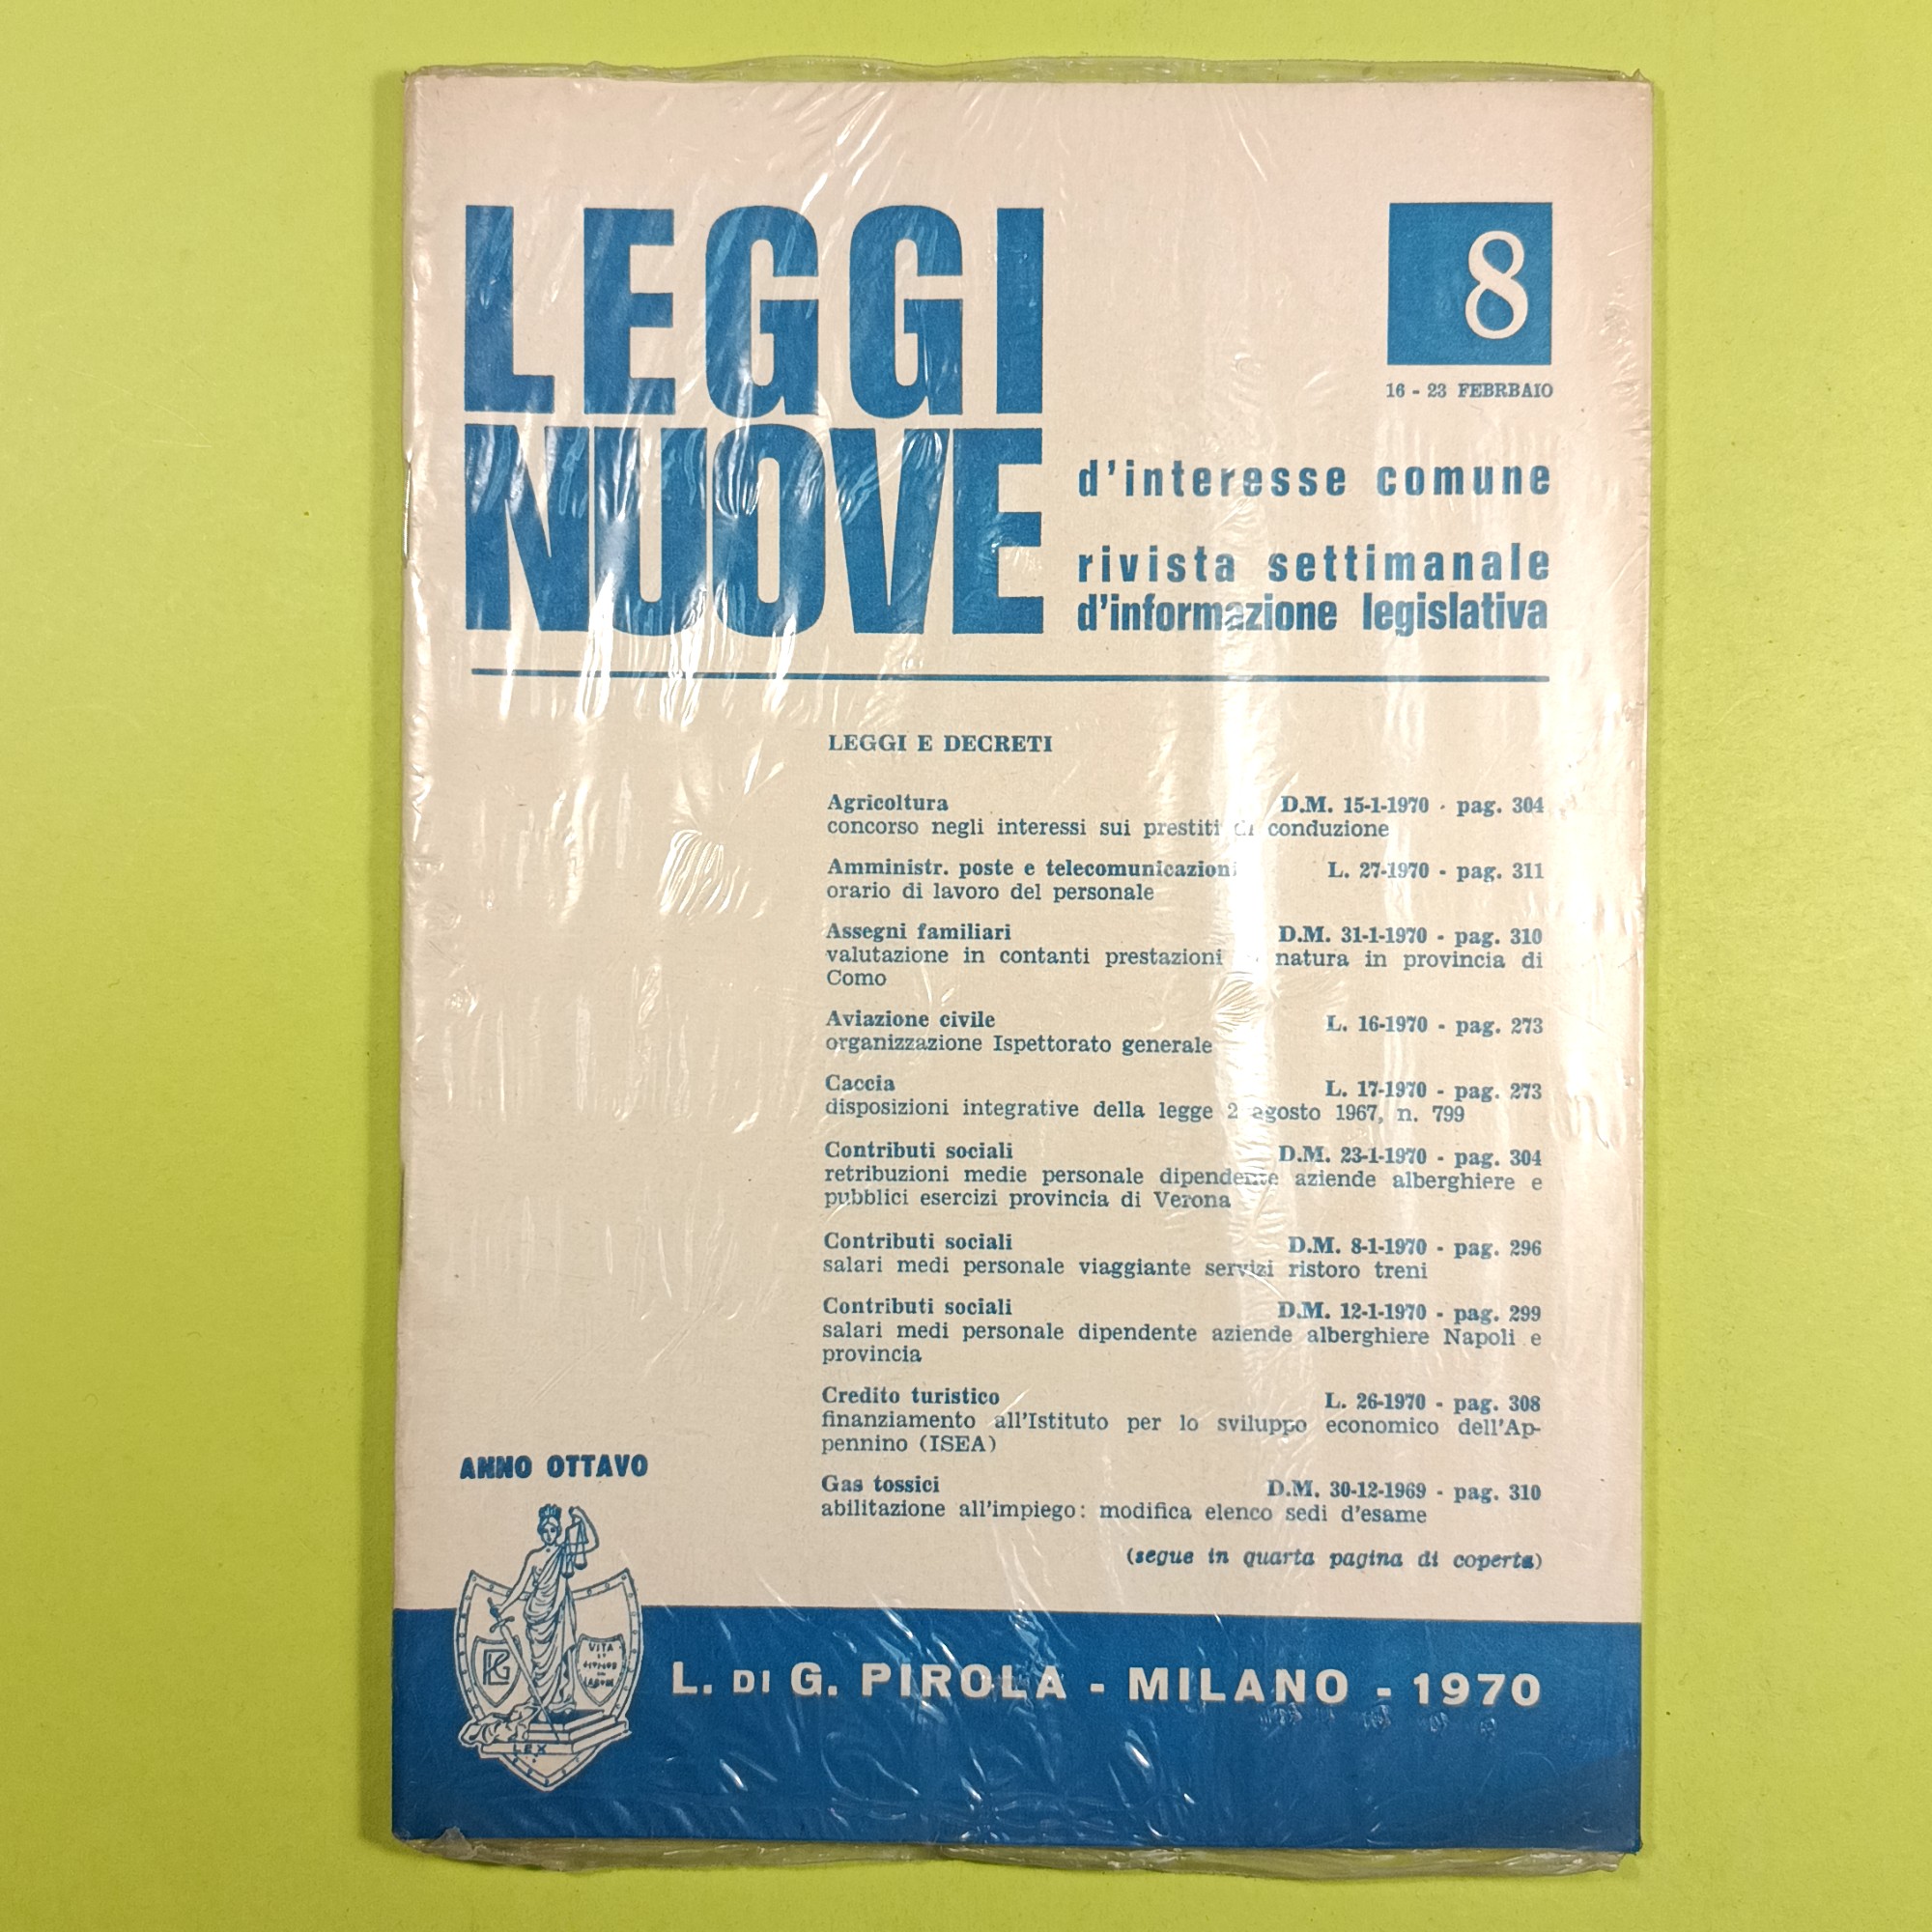 LEGGI
NUOVE
8
16 - 23 FEBRBAIO
d'interesse comune
rivista settimanale
d'informazione legislativa
LEGGI E DECRETI
Agricoltura D.M. 15-1-1970 - pag. 304
concorso negli interessi sui prestiti di conduzione
Amministr. poste e telecomunicazioni L. 27-1970 - pag. 311
orario di lavoro del personale
Assegni familiari D.M. 31-1-1970 - pag. 310
valutazione in contanti prestazioni natura in provincia di
Como
Aviazione civile L. 16-1970 - pag. 273
organizzazione Ispettorato generale
Caccia L. 17-1970 - pag. 273
disposizioni integrative della legge 2 agosto 1967, n. 799
Contributi sociali D.M. 23-1-1970 - pag. 304
retribuzioni medie personale dipendente aziende alberghiere e
pubblici esercizi provincia di Verona
Contributi sociali D.M. 8-1-1970 - pag. 296
salari medi personale viaggiante servizi ristoro treni
Contributi sociali D.M. 12-1-1970 - pag. 299
salari medi personale dipendente aziende alberghiere Napoli e
provincia
Credito turistico L. 26-1970 - pag. 308
finanziamento all'Istituto per lo sviluppo economico dell'Ap-
pennino (ISEA)
Gas tossici D.M. 30-12-1969 - pag. 310
abilitazione all'impiego: modifica elenco sedi d'esame
(segue in quarta pagina di coperta)
ANNO OTTAVO
VITA
LEX
L. DI G. PIROLA - MILANO - 1970